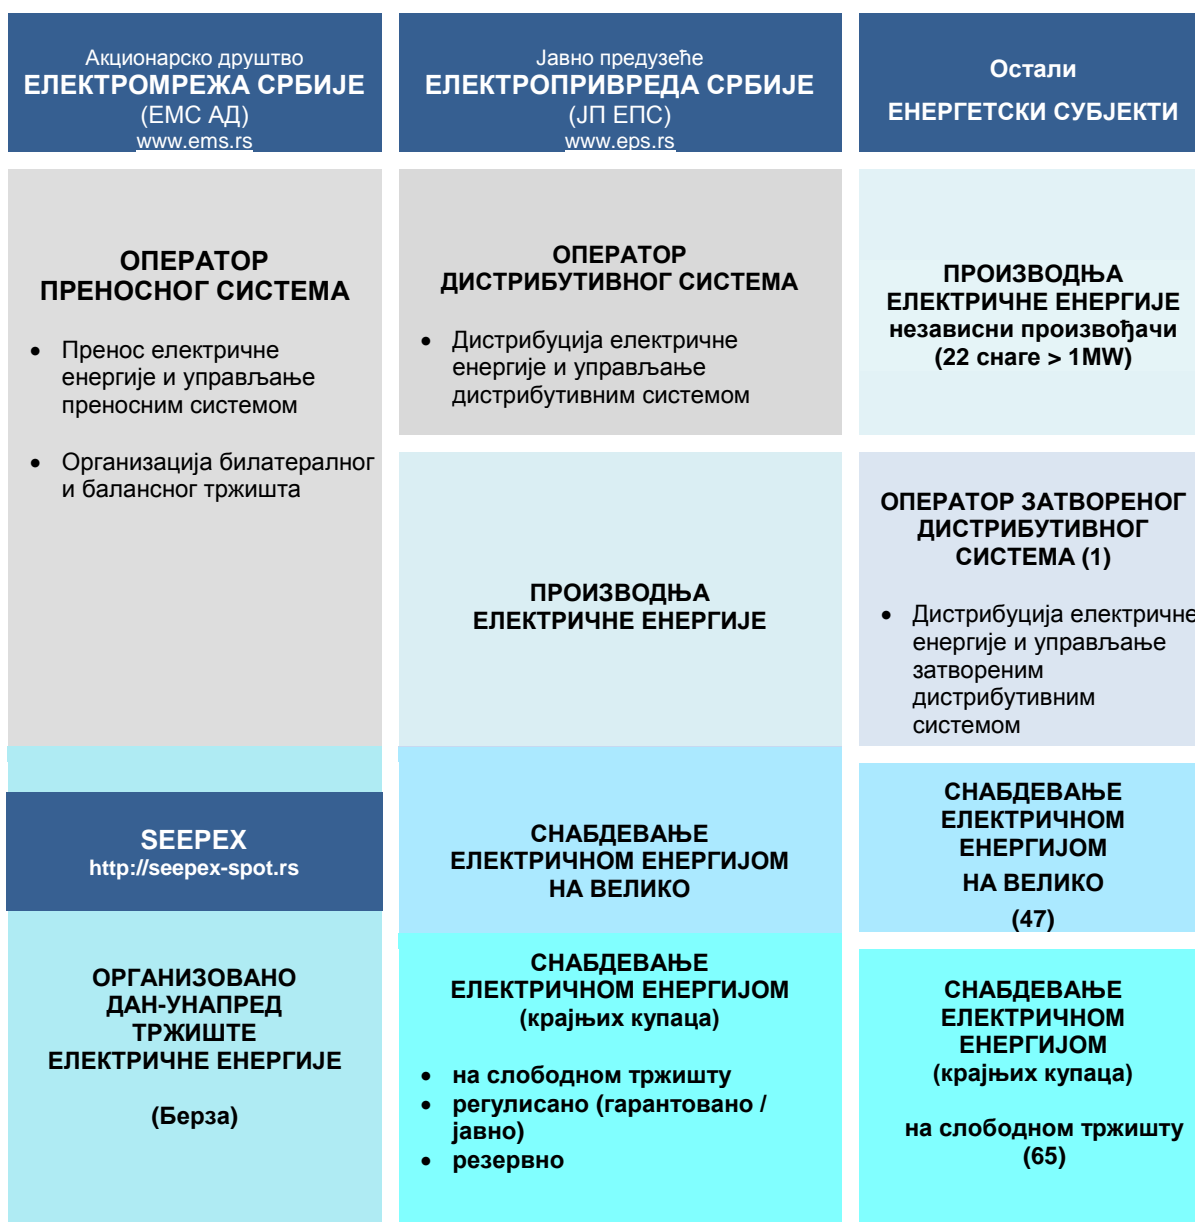 Акционарско друштво
ЕЛЕКТРОМРЕЖА СРБИЈЕ
(ЕМС АД)
www.ems.rs
Јавно предузеће
ЕЛЕКТРОПРИВРЕДА СРБИЈЕ
(ЈП ЕПС)
www.eps.rs
Остали
ЕНЕРГЕТСКИ СУБЈЕКТИ
ОПЕРАТОР
ПРЕНОСНОГ СИСТЕМА
• Пренос електричне
енергије и управљање
преносним системом
• Организација билатералног
и балансног тржишта
ОПЕРАТОР
ДИСТРИБУТИВНОГ СИСТЕМА
• Дистрибуција електричне
енергије и управљање
дистрибутивним системом
ПРОИЗВОДЊА
ЕЛЕКТРИЧНЕ ЕНЕРГИЈЕ
независни произвођачи
(22 снаге > 1MW)
ПРОИЗВОДЊА
ЕЛЕКТРИЧНЕ ЕНЕРГИЈЕ
ОПЕРАТОР ЗАТВОРЕНОГ
ДИСТРИБУТИВНОГ
СИСТЕМА (1)
• Дистрибуција електричне
енергије и управљање
затвореним
дистрибутивним
системом
SEEPEX
http://seepex-spot.rs
СНАБДЕВАЊЕ
ЕЛЕКТРИЧНОМ ЕНЕРГИЈОМ
НА ВЕЛИКО
СНАБДЕВАЊЕ
ЕЛЕКТРИЧНОМ
ЕНЕРГИЈОМ
НА ВЕЛИКО
(47)
ОРГАНИЗОВАНО
ДАН-УНАПРЕД
ТРЖИШТЕ
ЕЛЕКТРИЧНЕ ЕНЕРГИЈЕ
(Берза)
СНАБДЕВАЊЕ
ЕЛЕКТРИЧНОМ ЕНЕРГИЈОМ
(крајњих купаца)
• на слободном тржишту
• регулисано (гарантовано /
јавно)
• резервно
СНАБДЕВАЊЕ
ЕЛЕКТРИЧНОМ
ЕНЕРГИЈОМ
(крајњих купаца)
на слободном тржишту
(65)